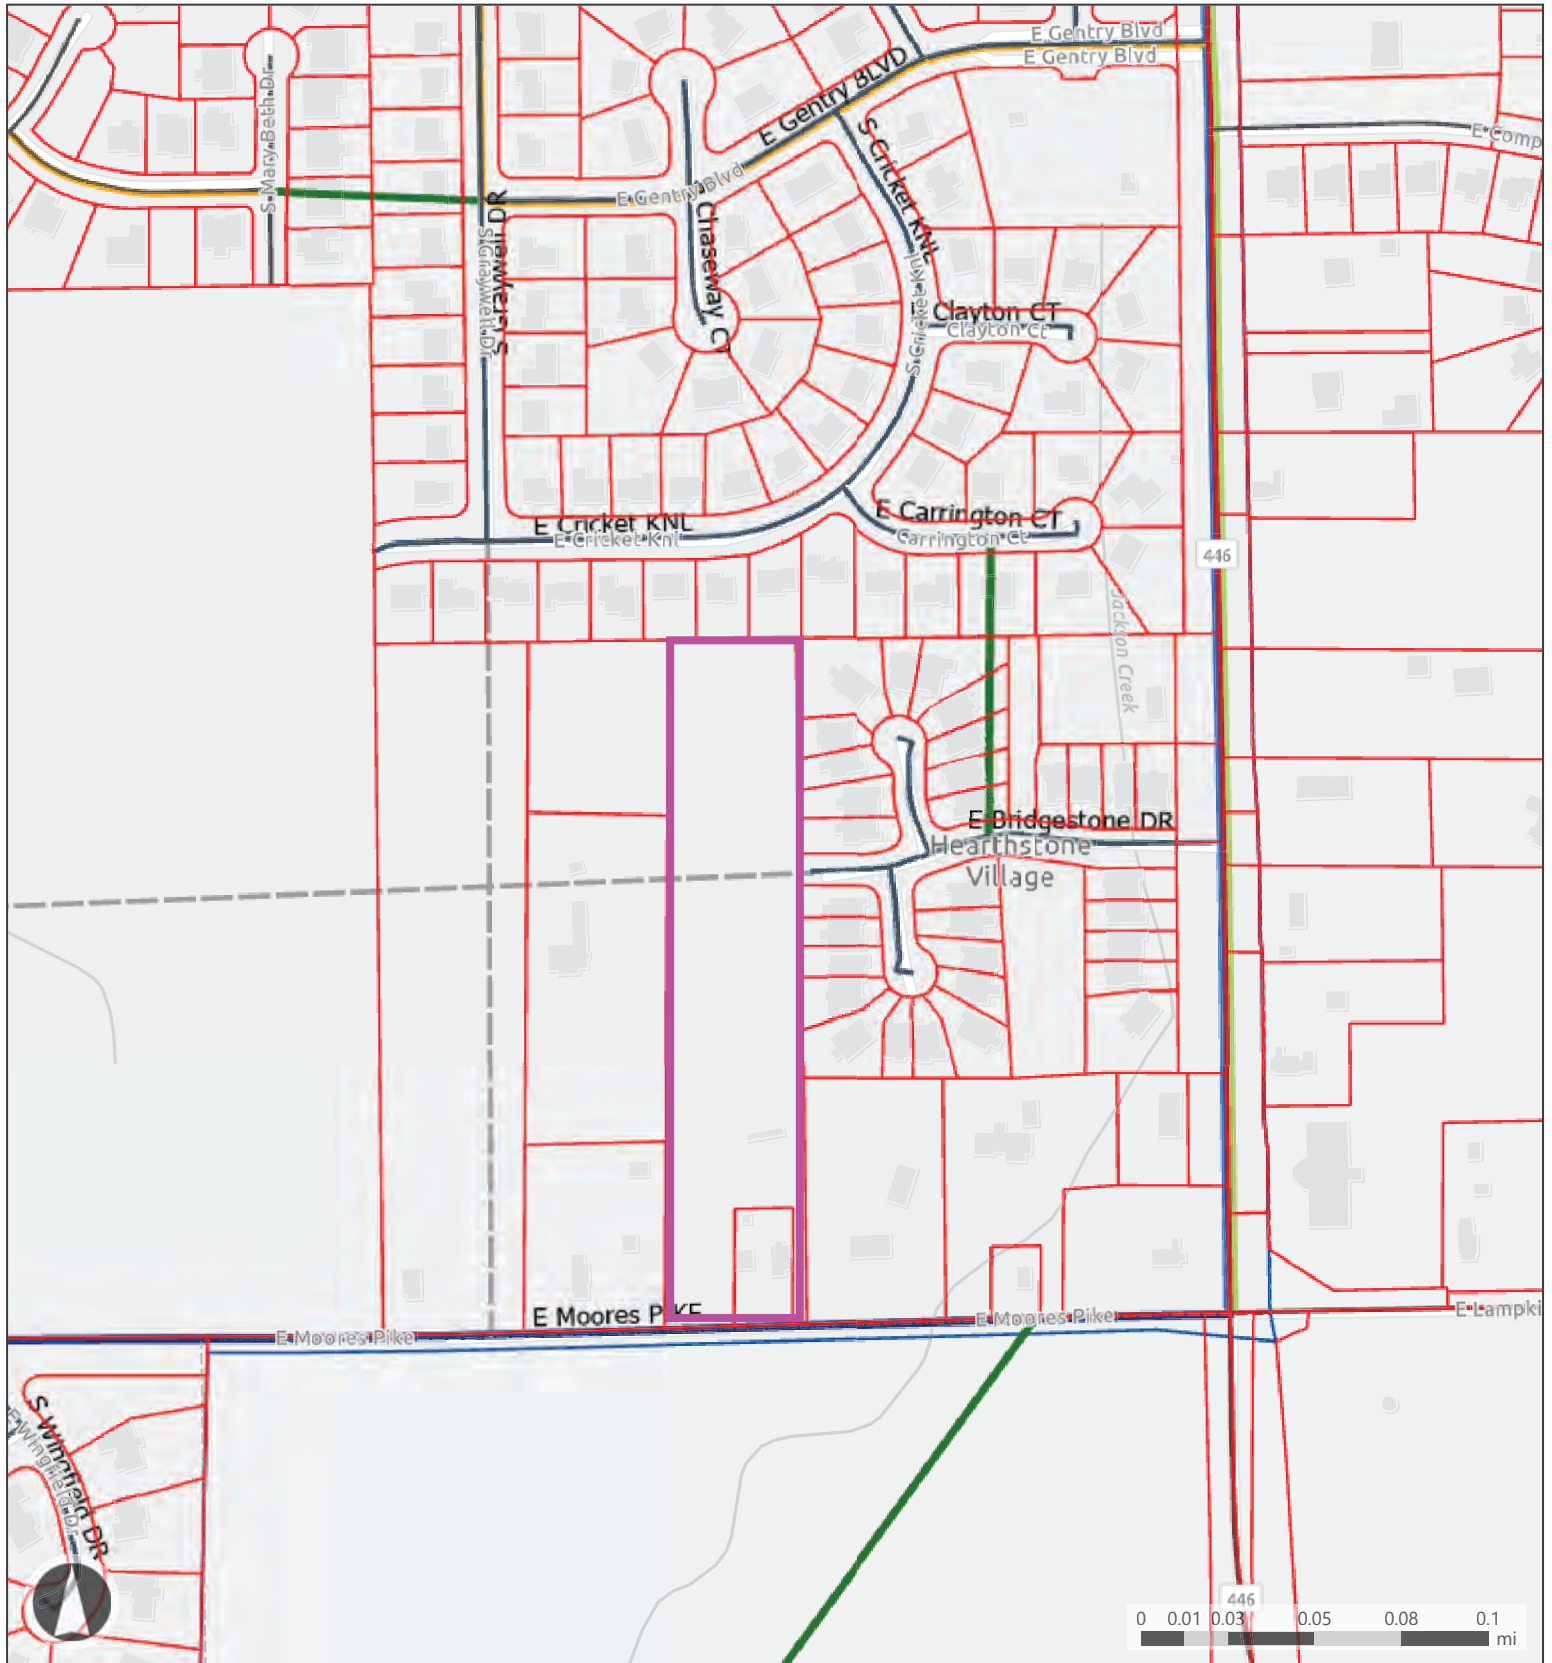 E Gentry Blvd
E Gentry Blvd
E Gentry BLVD
S Mary Beth Dr
S Cricket KNL
E Comp
E Gentry Blvd
S Graywell DR
S Graywell Dr
S Chaseway CT
S Cricket Knl
Clayton CT
Clayton Ct
E Carrington CT
Carrington Ct
E Cricket KNL
E Cricket Knl
446
Jackson Creek
E Bridgestone DR
Hearthstone
Village
E Moores PIKE
E Moores Pike
E Moores Pike
E Lampki
S Wingfield DR
E Wingfield Dr
446
0 0.01 0.03 0.05 0.08 0.1
mi